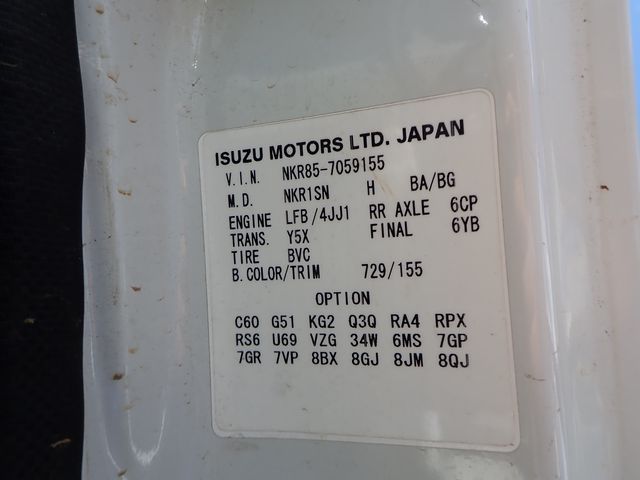 ISUZU MOTORS LTD. JAPAN
V.I.N. NKR85-7059155
M.D. NKR1SN H BA/BG
ENGINE LFB/4JJ1 RR AXLE 6CP
TRANS. Y5X FINAL 6YB
TIRE BVC
B.COLOR/TRIM 729/155
OPTION
C60 G51 KG2 Q3Q RA4 RPX
RS6 U69 VZG 34W 6MS 7GP
7GR 7VP 8BX 8GJ 8JM 8QJ